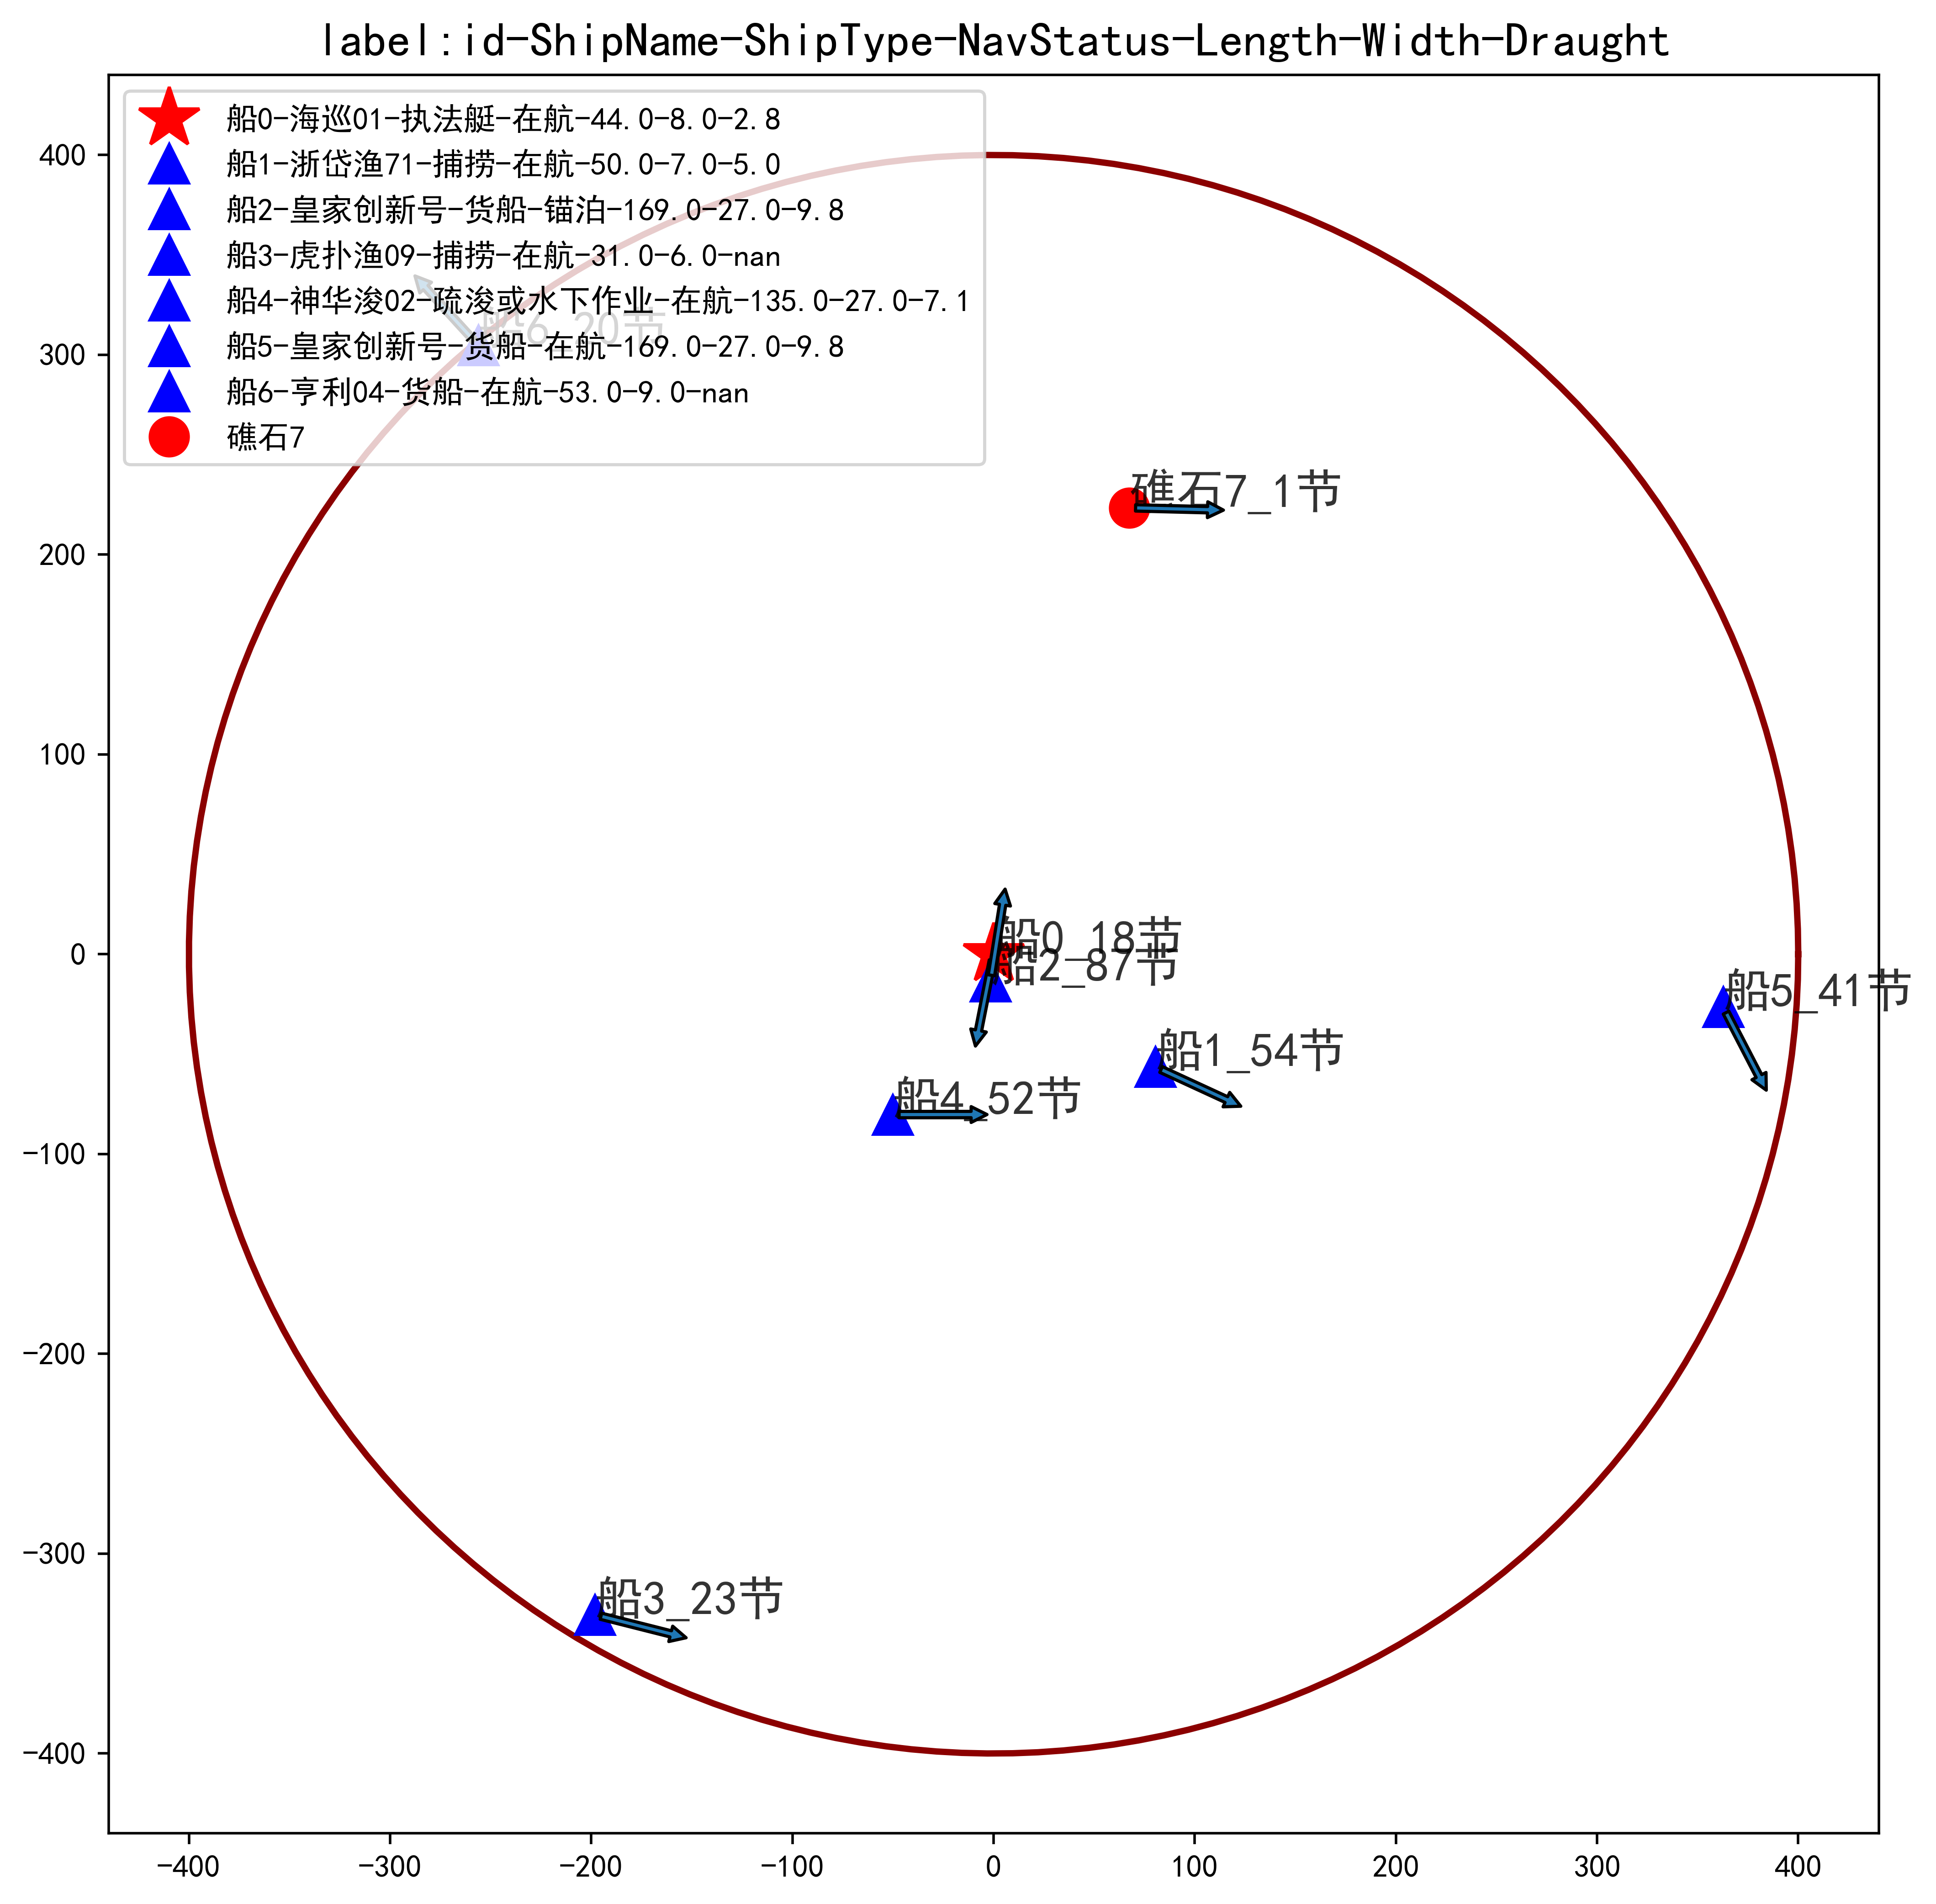 label:id-ShipName-ShipType-NavStatus-Length-Width-Draught
船0-海巡01-执法艇-在航-44.0-8.0-2.8
船1-浙岱渔71-捕捞-在航-50.0-7.0-5.0
船2-皇家创新号-货船-锚泊-169.0-27.0-9.8
船3-虎扑渔09-捕捞-在航-31.0-6.0-nan
船4-神华浚02-疏浚或水下作业-在航-135.0-27.0-7.1
船5-皇家创新号-货船-在航-169.0-27.0-9.8
船6-亨利04-货船-在航-53.0-9.0-nan
礁石7
船6_20节
礁石7_1节
船0_18节
船2_87节
船5_41节
船1_54节
船4_52节
船3_23节
400
300
200
100
0
-100
-200
-300
-400
-400 -300 -200 -100 0 100 200 300 400